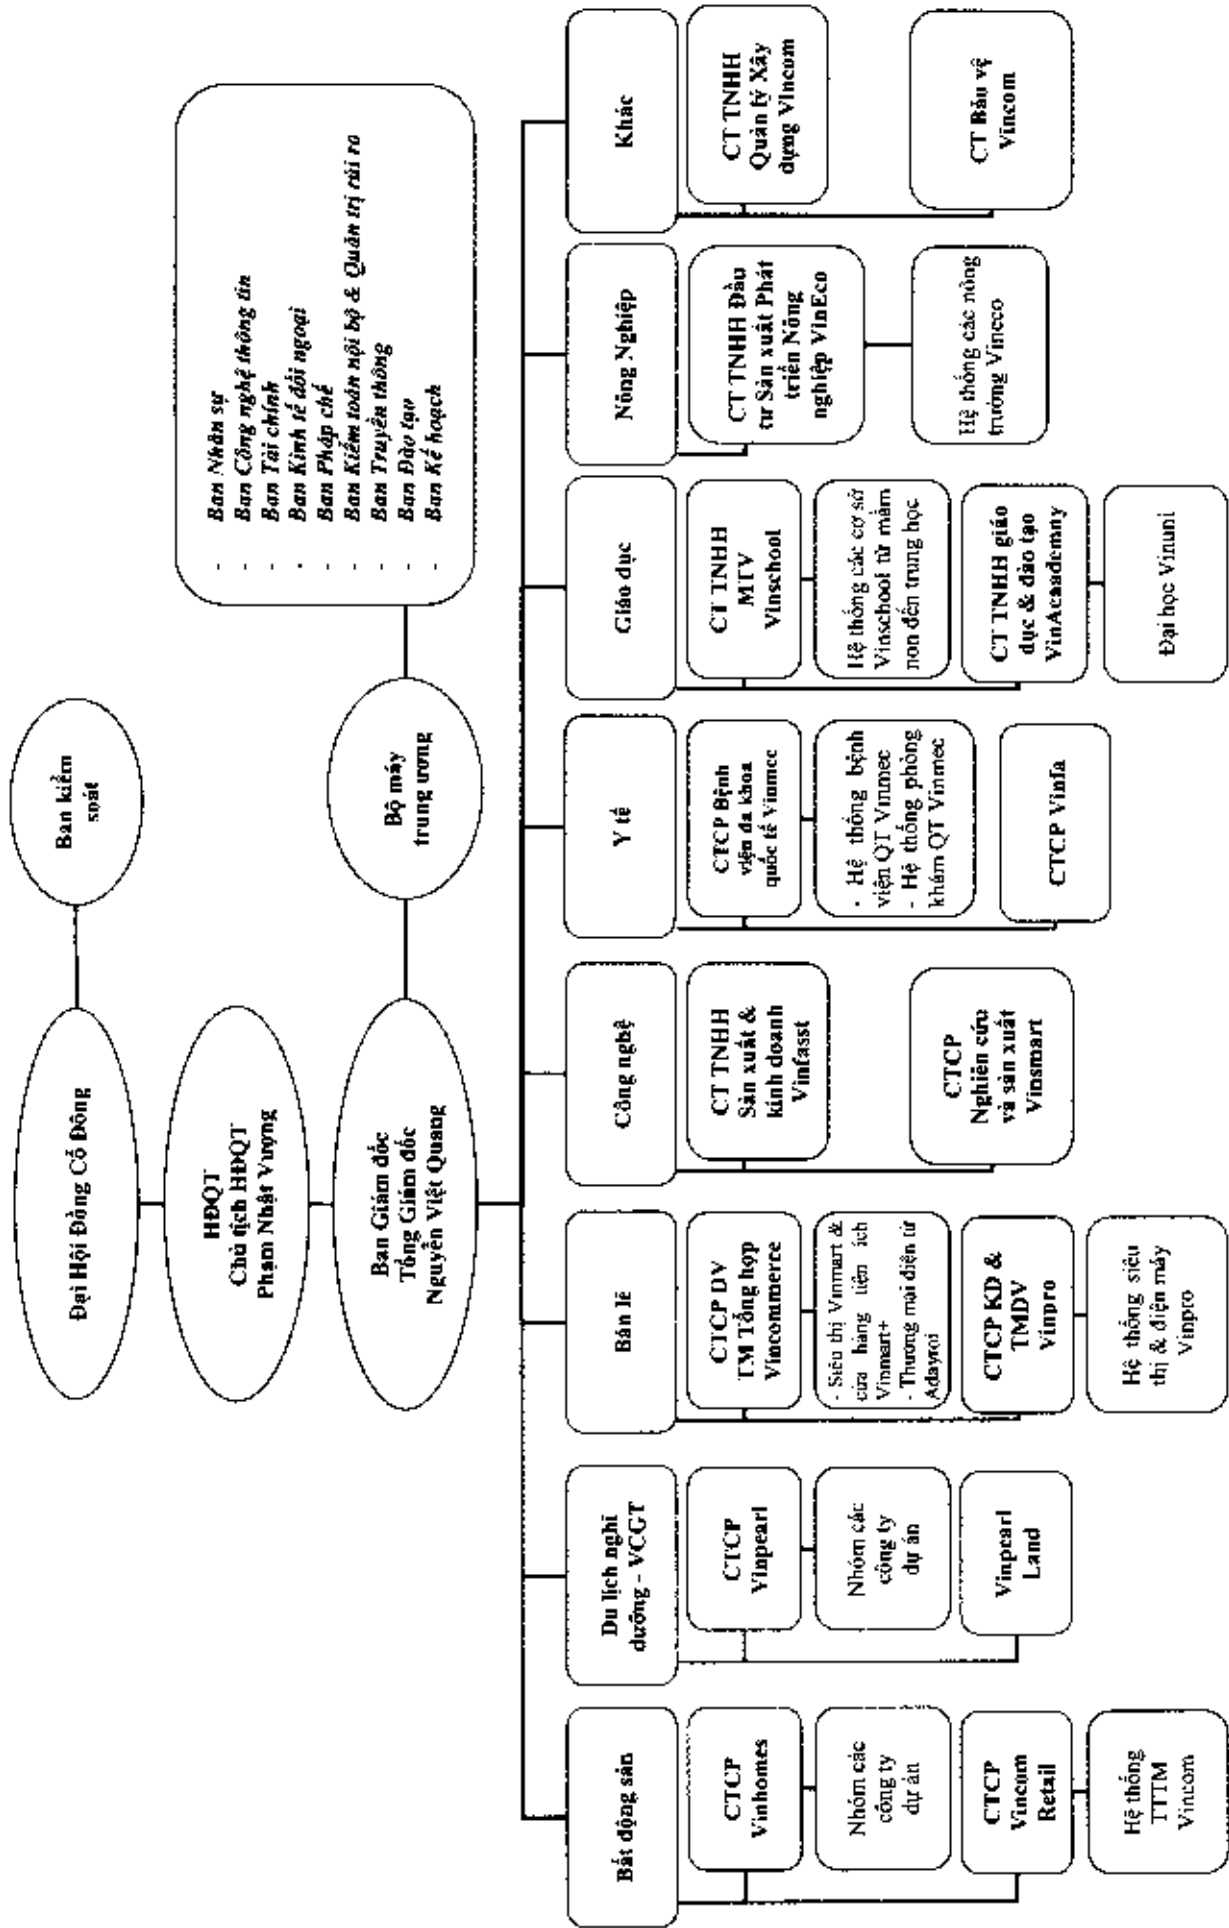 Đại Hội Đồng Cổ Đông
Ban kiểm
soát
HĐQT
Chủ tịch HĐQT
Phạm Nhật Vượng
Ban Giám đốc
Tổng Giám đốc
Nguyễn Việt Quang
Bộ máy
trung ương
- Ban Nhân sự
- Ban Công nghệ thông tin
- Ban Tài chính
- Ban Kinh tế đối ngoại
- Ban Pháp chế
- Ban Kiểm toán nội bộ & Quản trị rủi ro
- Ban Truyền thông
- Ban Đào tạo
- Ban Kế hoạch
Bất động sản
CTCP
Vinhomes
Nhóm các
công ty
dự án
CTCP
Vincom
Retail
Hệ thống
TTTM
Vincom
Du lịch nghỉ
dưỡng - VCGT
CTCP
Vinpearl
Nhóm các
công ty
dự án
Vinpearl
Land
Bán lẻ
CTCP DV
TM Tổng hợp
Vincommerce
- Siêu thị Vinmart &
cửa hàng tiện ích
Vinmart+
- Thương mại điện tử
Adayroi
CTCP KD &
TMDV
Vinpro
Hệ thống siêu
thị & điện máy
Vinpro
Công nghệ
CT TNHH
Sản xuất &
kinh doanh
Vinfasst
CTCP
Nghiên cứu
và sản xuất
Vinsmart
Y tế
CTCP Bệnh
viện đa khoa
quốc tế Vinmec
- Hệ thống bệnh
viện QT Vinmec
- Hệ thống phòng
khám QT Vinmec
CTCP Vinfa
Giáo dục
CT TNHH
MTV
Vinschool
Hệ thống các cơ sở
Vinschool từ mầm
non đến trung học
CT TNHH giáo
dục & đào tạo
VinAcaademny
Đại học Vinuni
Nông Nghiệp
CT TNHH Đầu
tư Sản xuất Phát
triển Nông
nghiệp VinEco
Hệ thống các nông
trường Vineco
Khác
CT TNHH
Quản lý Xây
dựng Vincom
CT Bảo vệ
Vincom